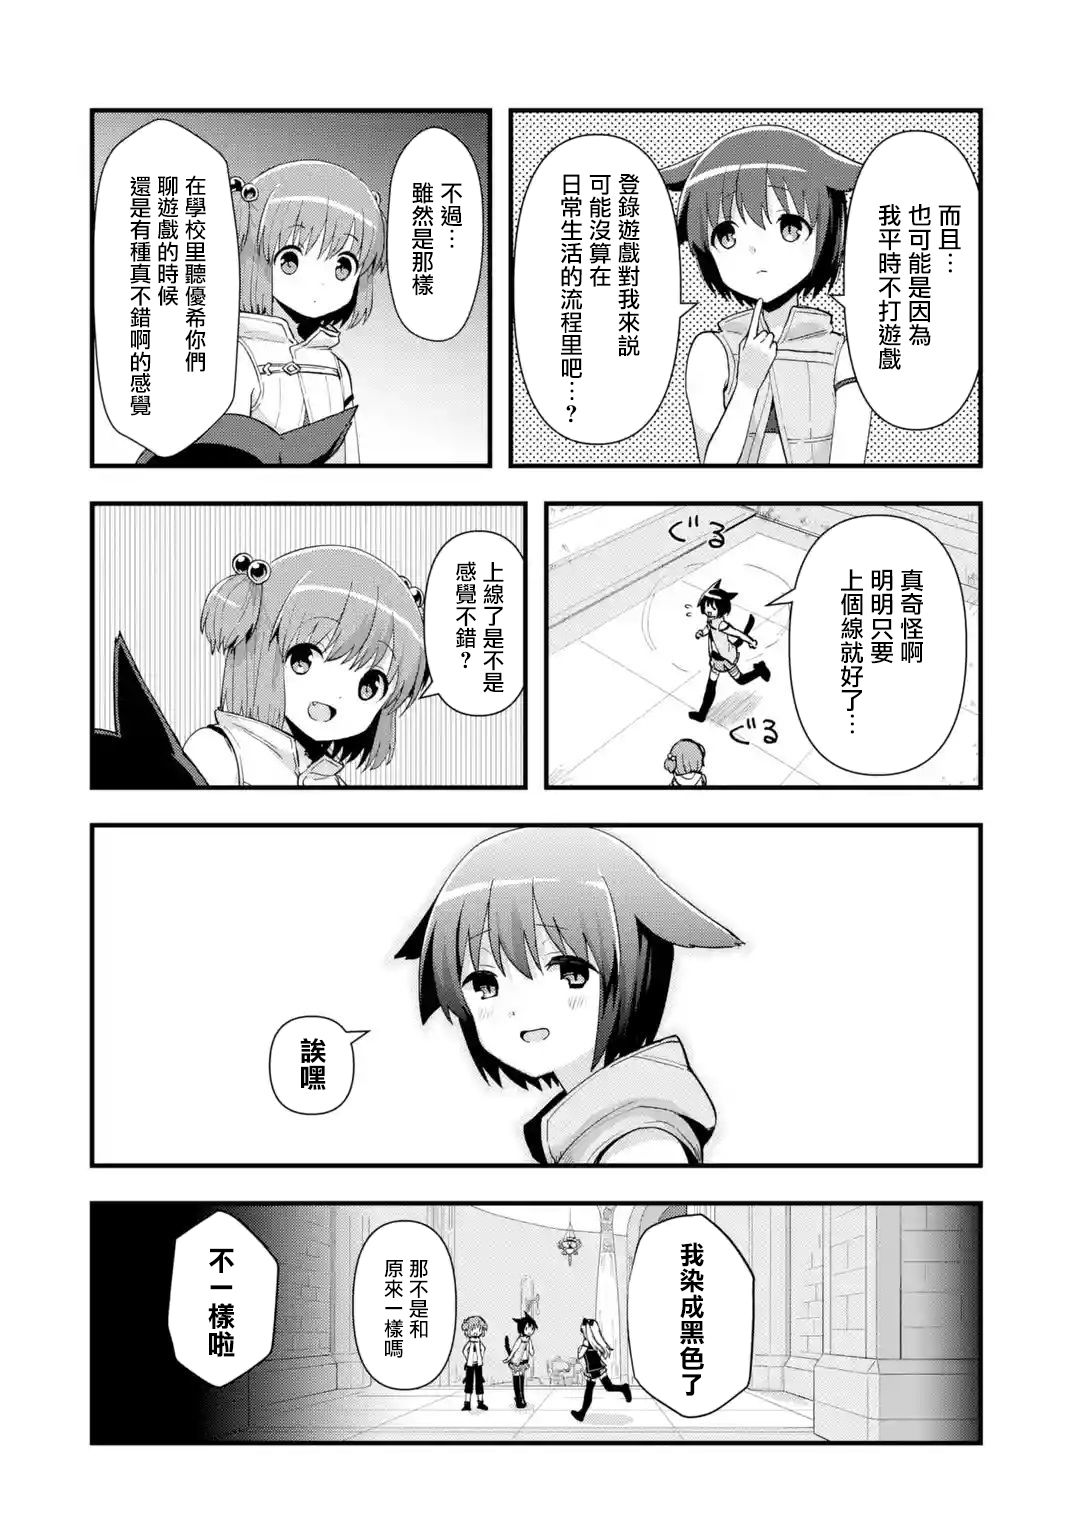 而且…
也可能是因為
我平時不打遊戲
登錄遊戲對我來說
可能沒算在
日常生活的流程里吧…?
不過…
雖然是那樣
在學校里聽優希你們
聊遊戲的時候
還是有種真不錯啊的感覺
真奇怪啊
明明只要
上個線就好了…
ぐる
ぐる
上線了是不是
感覺不錯?
誒嘿
我染成黑色了
那不是和
原來一樣嗎
不一樣啦